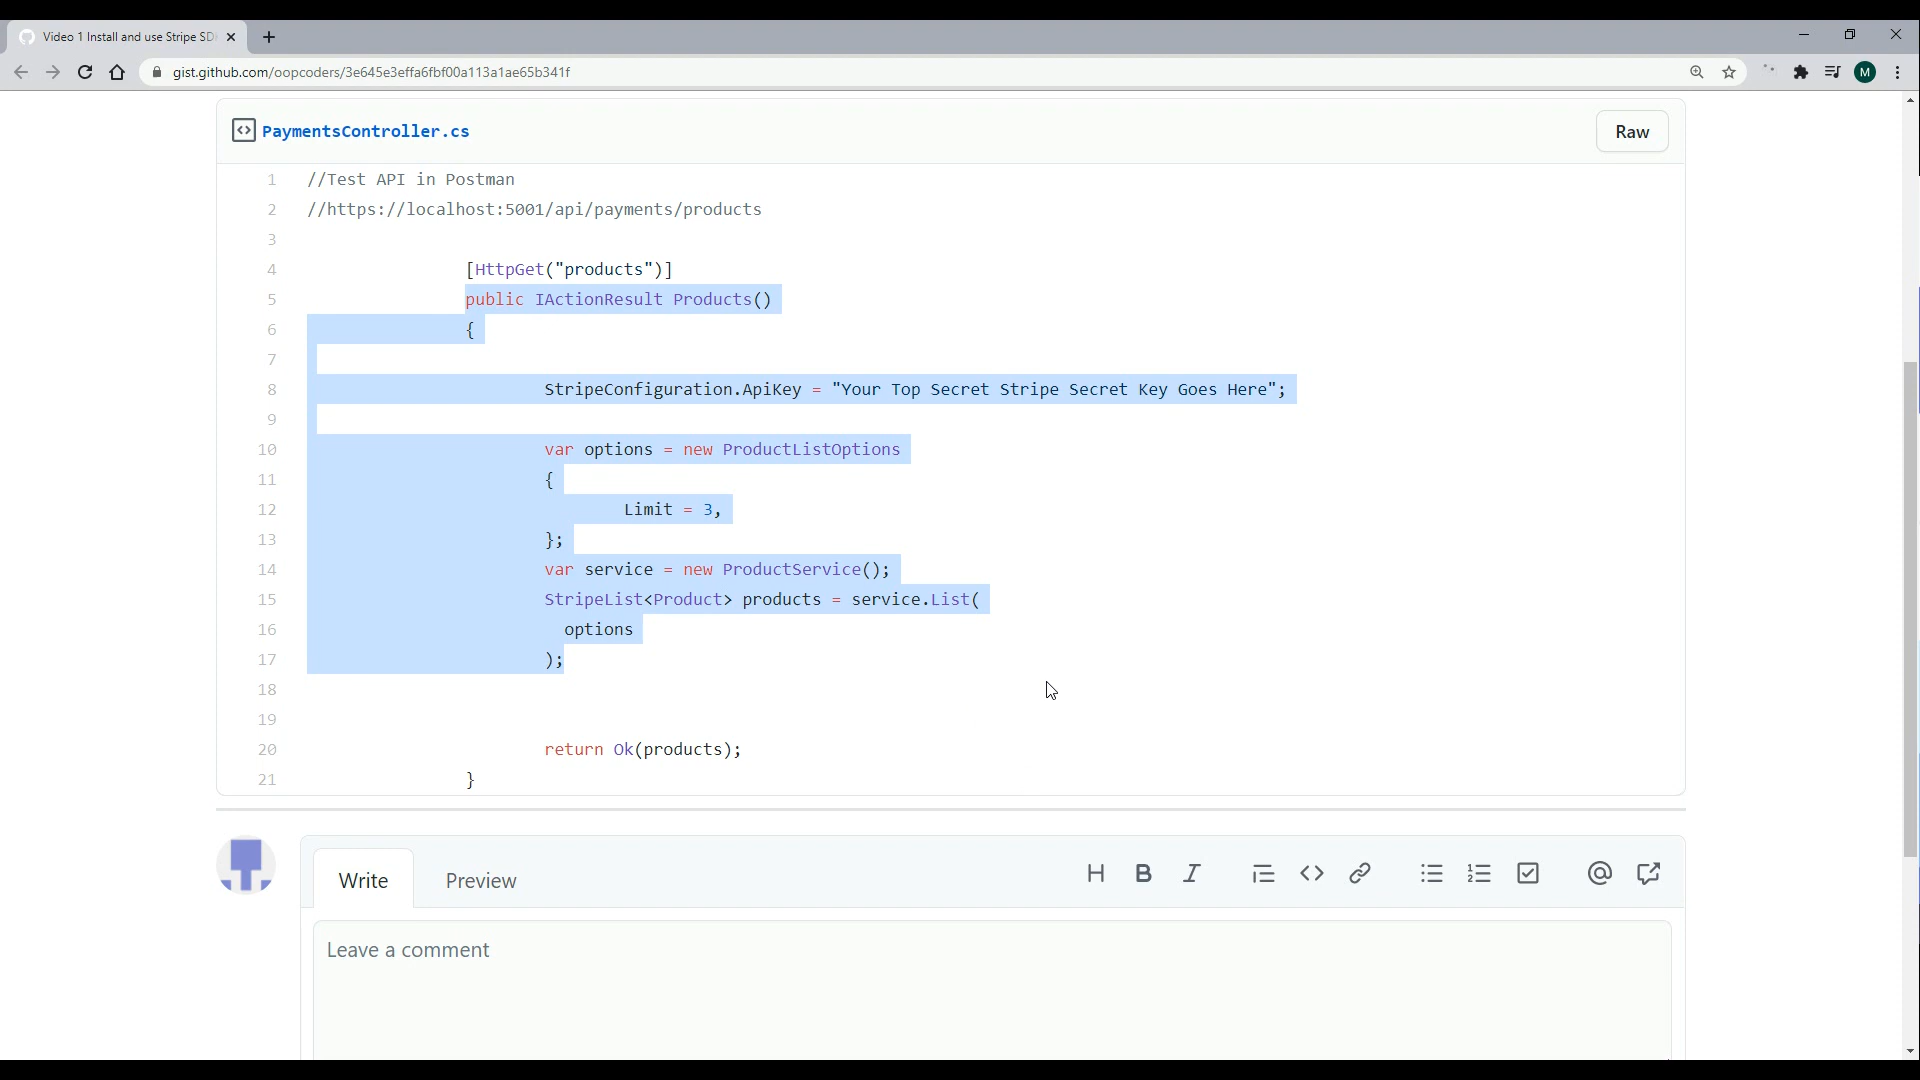 Video 1 Install and use Stripe SD
gist.github.com/oopcoders/3e645e3effa6fbf00a113a1ae65b341f
M
PaymentsController.cs
Raw
1 //Test API in Postman
2 //https://localhost:5001/api/payments/products
3
4 [HttpGet("products")]
5 public IActionResult Products()
6 {
7
8 StripeConfiguration.ApiKey = "Your Top Secret Stripe Secret Key Goes Here";
9
10 var options = new ProductListOptions
11 {
12 Limit = 3,
13 };
14 var service = new ProductService();
15 StripeList<Product> products = service.List(
16 options
17 );
18
19
20 return Ok(products);
21 }
Write
Preview
Leave a comment